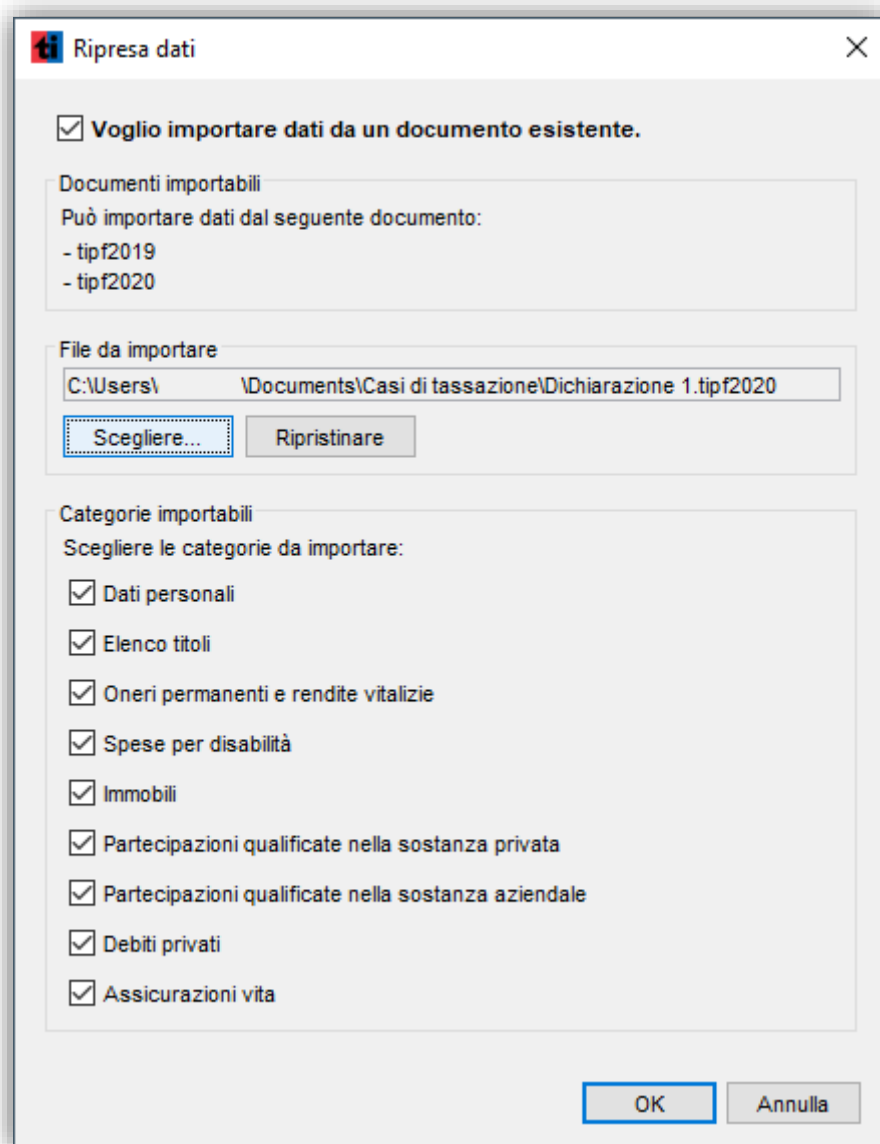 ti Ripresa dati
Voglio importare dati da un documento esistente.
Documenti importabili
Può importare dati dal seguente documento:
- tipf2019
- tipf2020
File da importare
C:\Users\ \Documents\Casi di tassazione\Dichiarazione 1.tipf2020
Scegliere... Ripristinare
Categorie importabili
Scegliere le categorie da importare:
Dati personali
Elenco titoli
Oneri permanenti e rendite vitalizie
Spese per disabilità
Immobili
Partecipazioni qualificate nella sostanza privata
Partecipazioni qualificate nella sostanza aziendale
Debiti privati
Assicurazioni vita
OK Annulla